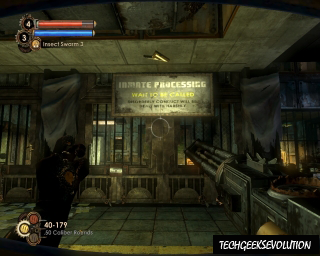 4
3
Insect Swarm 3
INMATE PROCESSING
WAIT TO BE CALLED
40-179
.50 Caliber Rounds
TECHGEEKSEVOLUTION